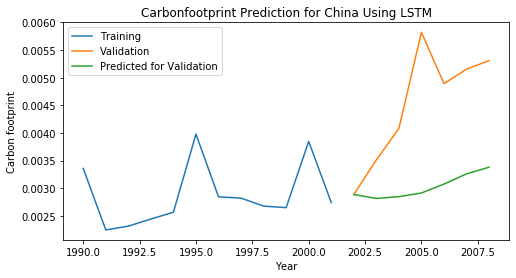 Carbonfootprint Prediction for China Using LSTM
Training
Validation
Predicted for Validation
Carbon footprint
0.0060
0.0055
0.0050
0.0045
0.0040
0.0035
0.0030
0.0025
1990.0 1992.5 1995.0 1997.5 2000.0 2002.5 2005.0 2007.5
Year